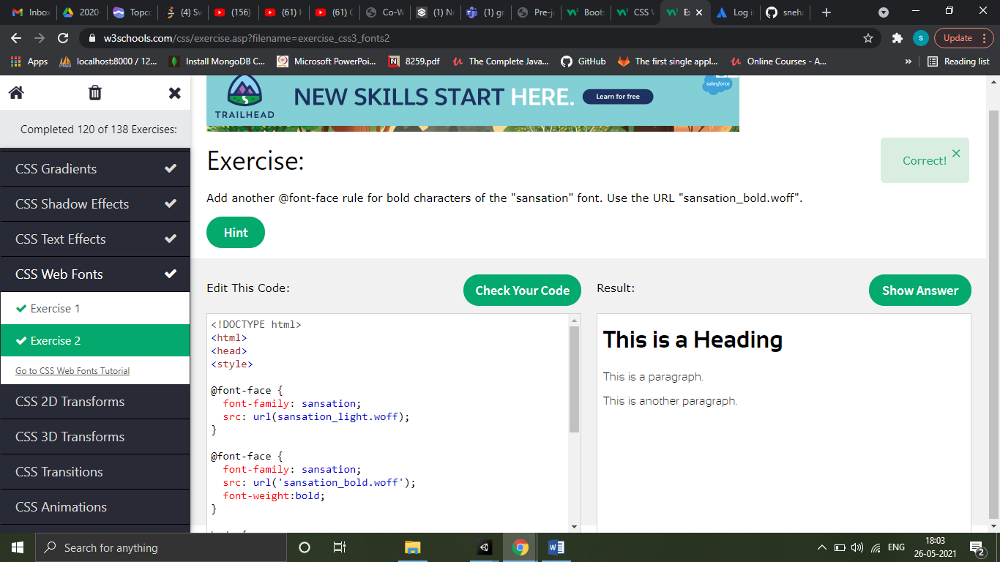 Inbox
2020-
Topco
(4) Sw
(156)
(61) H
(61) C
Co-W
(1) Ne
(1) gr
Pre-jo
Boots
CSS V
Ex
Log in
sneha
w3schools.com/css/exercise.asp?filename=exercise_css3_fonts2
S
Update
Apps
localhost:8000 / 12...
Install MongoDB C...
Microsoft PowerPoi...
8259.pdf
The Complete Java...
GitHub
The first single appl...
Online Courses - A...
»
Reading list
TRAILHEAD
NEW SKILLS START HERE.
Learn for free
salesforce
Completed 120 of 138 Exercises:
CSS Gradients
CSS Shadow Effects
CSS Text Effects
CSS Web Fonts
Exercise 1
Exercise 2
Go to CSS Web Fonts Tutorial
CSS 2D Transforms
CSS 3D Transforms
CSS Transitions
CSS Animations
Exercise:
Correct!
Add another @font-face rule for bold characters of the "sansation" font. Use the URL "sansation_bold.woff".
Hint
Edit This Code:
Check Your Code
Result:
Show Answer
<!DOCTYPE html>
<html>
<head>
<style>
@font-face {
font-family: sansation;
src: url(sansation_light.woff);
}
@font-face {
font-family: sansation;
src: url('sansation_bold.woff');
font-weight:bold;
}
This is a Heading
This is a paragraph.
This is another paragraph.
Search for anything
ENG
18:03
26-05-2021
2